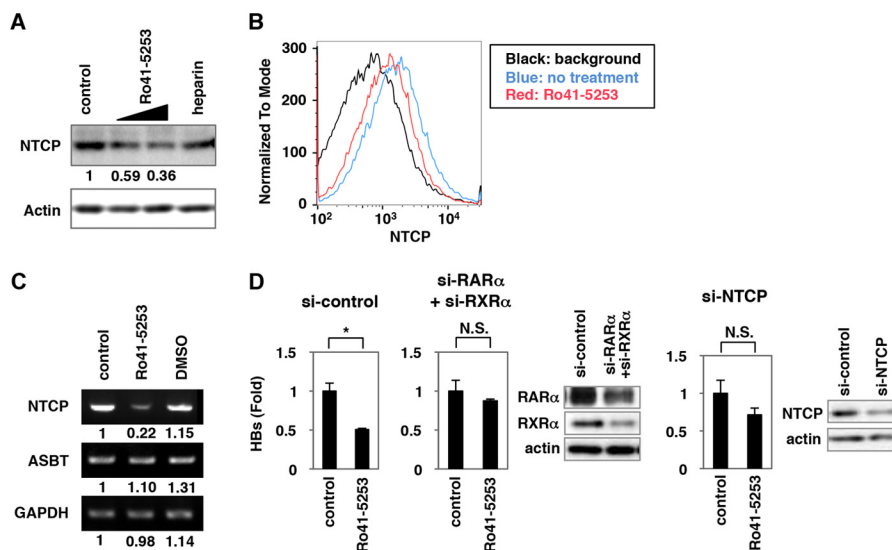 A
control
Ro41-5253
heparin
NTCP
1 0.59 0.36
Actin
B
Normalized To Mode
300
200
100
0
10² 10³ 10⁴
NTCP
Black: background
Blue: no treatment
Red: Ro41-5253
C
control
Ro41-5253
DMSO
NTCP
1 0.22 1.15
ASBT
1 1.10 1.31
GAPDH
1 0.98 1.14
D
si-control
*
HBs (Fold)
1.5
1
0.5
0
control
Ro41-5253
si-RARα
+ si-RXRα
N.S.
1.5
1
0.5
0
control
Ro41-5253
si-control
si-RARα
+si-RXRα
RARα
RXRα
actin
si-NTCP
N.S.
1.5
1
0.5
0
control
Ro41-5253
si-control
si-NTCP
NTCP
actin